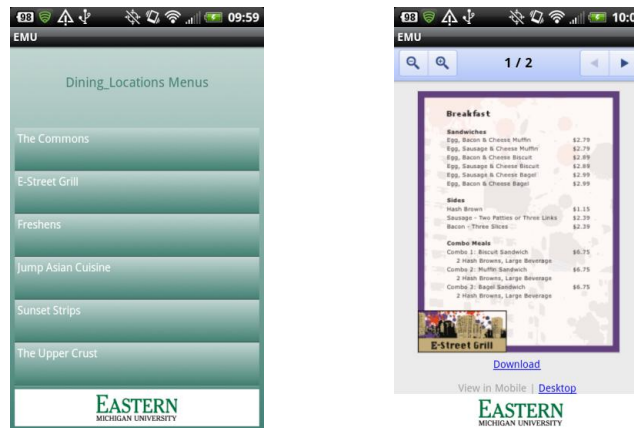 98
09:59
EMU
Dining_Locations Menus
The Commons
E-Street Grill
Freshens
Jump Asian Cuisine
Sunset Strips
The Upper Crust
EASTERN
MICHIGAN UNIVERSITY
98
10:0
EMU
1 / 2
Breakfast
Sandwiches
Egg, Bacon & Cheese Muffin $2.79
Egg, Sausage & Cheese Muffin $2.79
Egg, Bacon & Cheese Biscuit $2.89
Egg, Sausage & Cheese Biscuit $2.89
Egg, Sausage & Cheese Bagel $2.99
Egg, Bacon & Cheese Bagel $2.99
Sides
Hash Brown $1.15
Sausage - Two Patties or Three Links $2.39
Bacon - Three Slices $2.39
Combo Meals
Combo 1: Biscuit Sandwich $6.75
2 Hash Browns, Large Beverage
Combo 2: Muffin Sandwich $6.75
2 Hash Browns, Large Beverage
Combo 3: Bagel Sandwich $6.75
2 Hash Browns, Large Beverage
E-Street Grill
Download
View in Mobile | Desktop
EASTERN
MICHIGAN UNIVERSITY